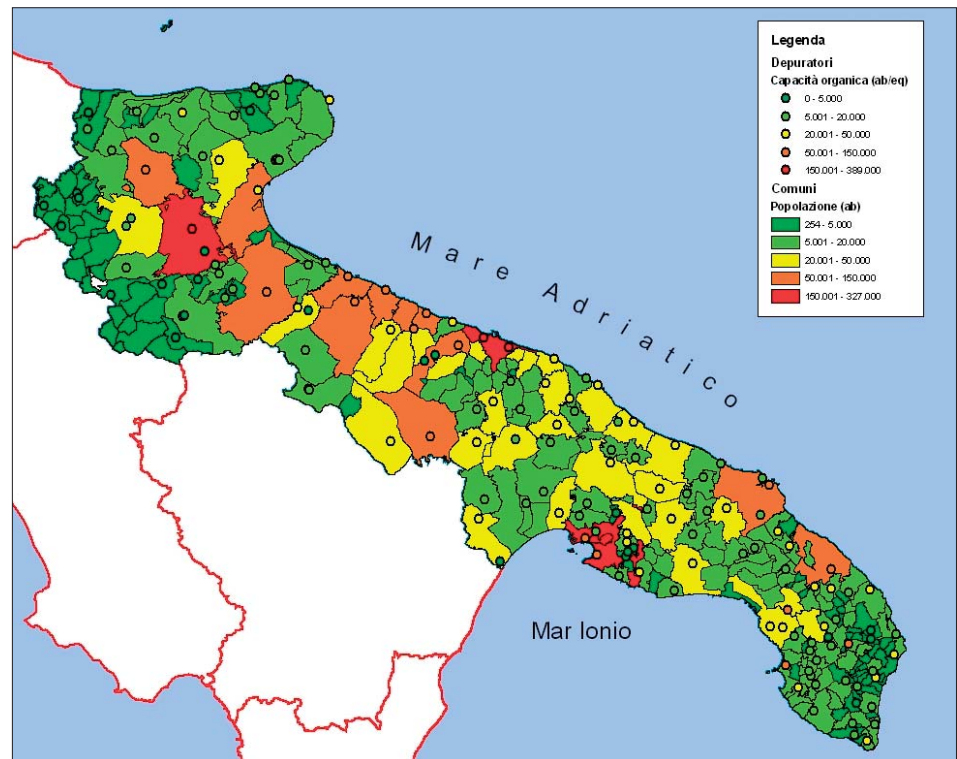 Legenda
Depuratori
Capacità organica (ab/eq)
0 - 5.000
5.001 - 20.000
20.001 - 50.000
50.001 - 150.000
150.001 - 389.000
Comuni
Popolazione (ab)
254 - 5.000
5.001 - 20.000
20.001 - 50.000
50.001 - 150.000
150.001 - 327.000
Mare Adriatico
Mar Ionio